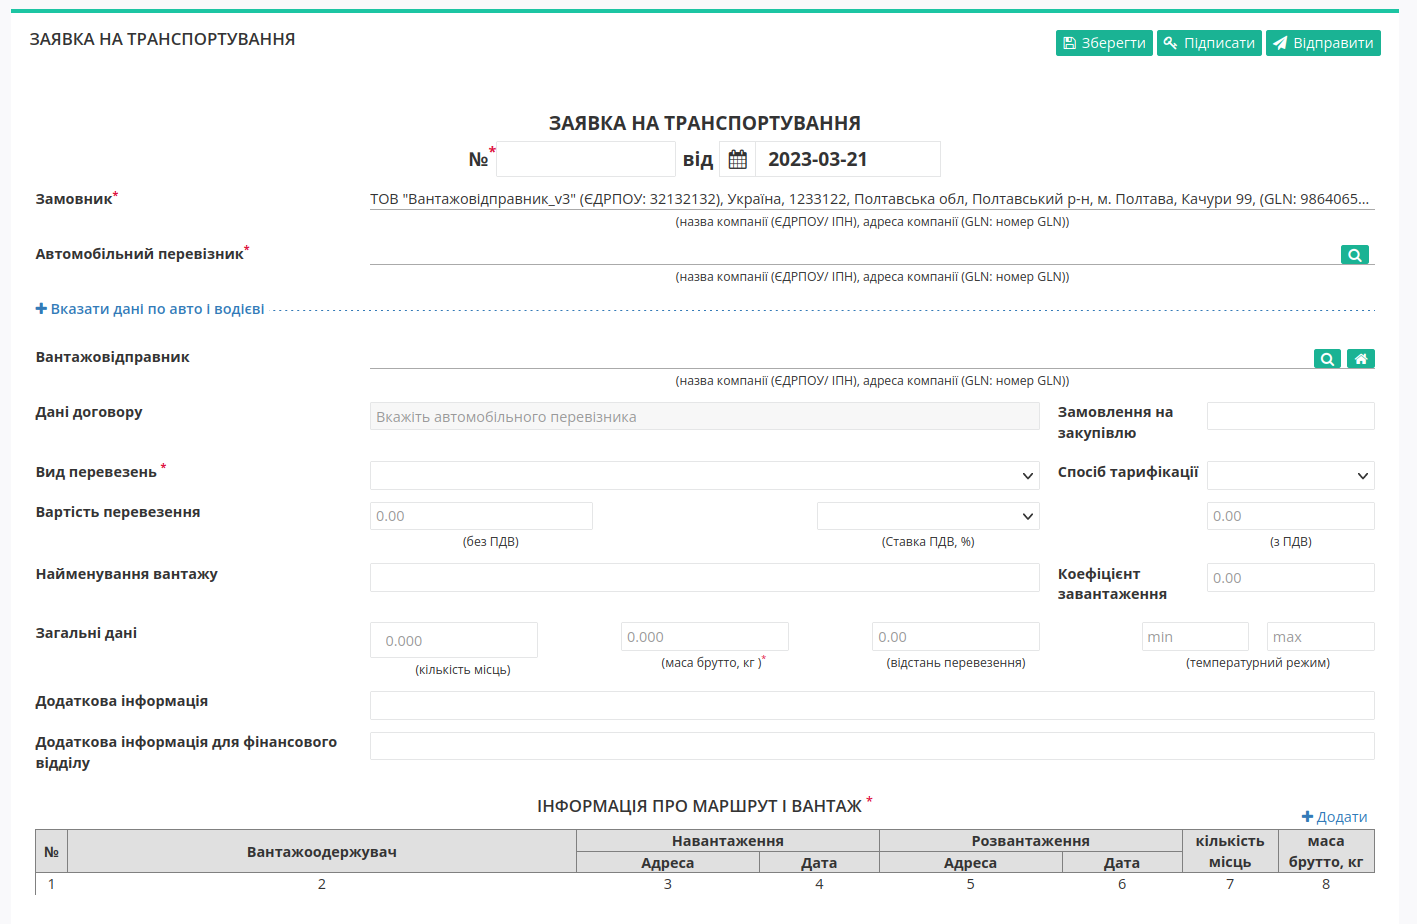 ЗАЯВКА НА ТРАНСПОРТУВАННЯ
Зберегти Підписати Відправити
ЗАЯВКА НА ТРАНСПОРТУВАННЯ
№* від 2023-03-21
Замовник* ТОВ "Вантажовідправник_v3" (ЄДРПОУ: 32132132), Україна, 1233122, Полтавська обл, Полтавський р-н, м. Полтава, Качури 99, (GLN: 9864065...
(назва компанії (ЄДРПОУ/ ІПН), адреса компанії (GLN: номер GLN))
Автомобільний перевізник*
(назва компанії (ЄДРПОУ/ ІПН), адреса компанії (GLN: номер GLN))
Вказати дані по авто і водієві
Вантажовідправник
(назва компанії (ЄДРПОУ/ ІПН), адреса компанії (GLN: номер GLN))
Дані договору Вкажіть автомобільного перевізника Замовлення на
закупівлю
Вид перевезень * Спосіб тарифікації
Вартість перевезення 0.00 0.00
(без ПДВ) (Ставка ПДВ, %) (з ПДВ)
Найменування вантажу Коефіцієнт 0.00
завантаження
Загальні дані 0.000 0.000 0.00 min max
(кількість місць) (маса брутто, кг )* (відстань перевезення) (температурний режим)
Додаткова інформація
Додаткова інформація для фінансового
відділу
ІНФОРМАЦІЯ ПРО МАРШРУТ І ВАНТАЖ *
Додати
№ Вантажоодержувач Навантаження Розвантаження кількість маса
Адреса Дата Адреса Дата місць брутто, кг
1 2 3 4 5 6 7 8